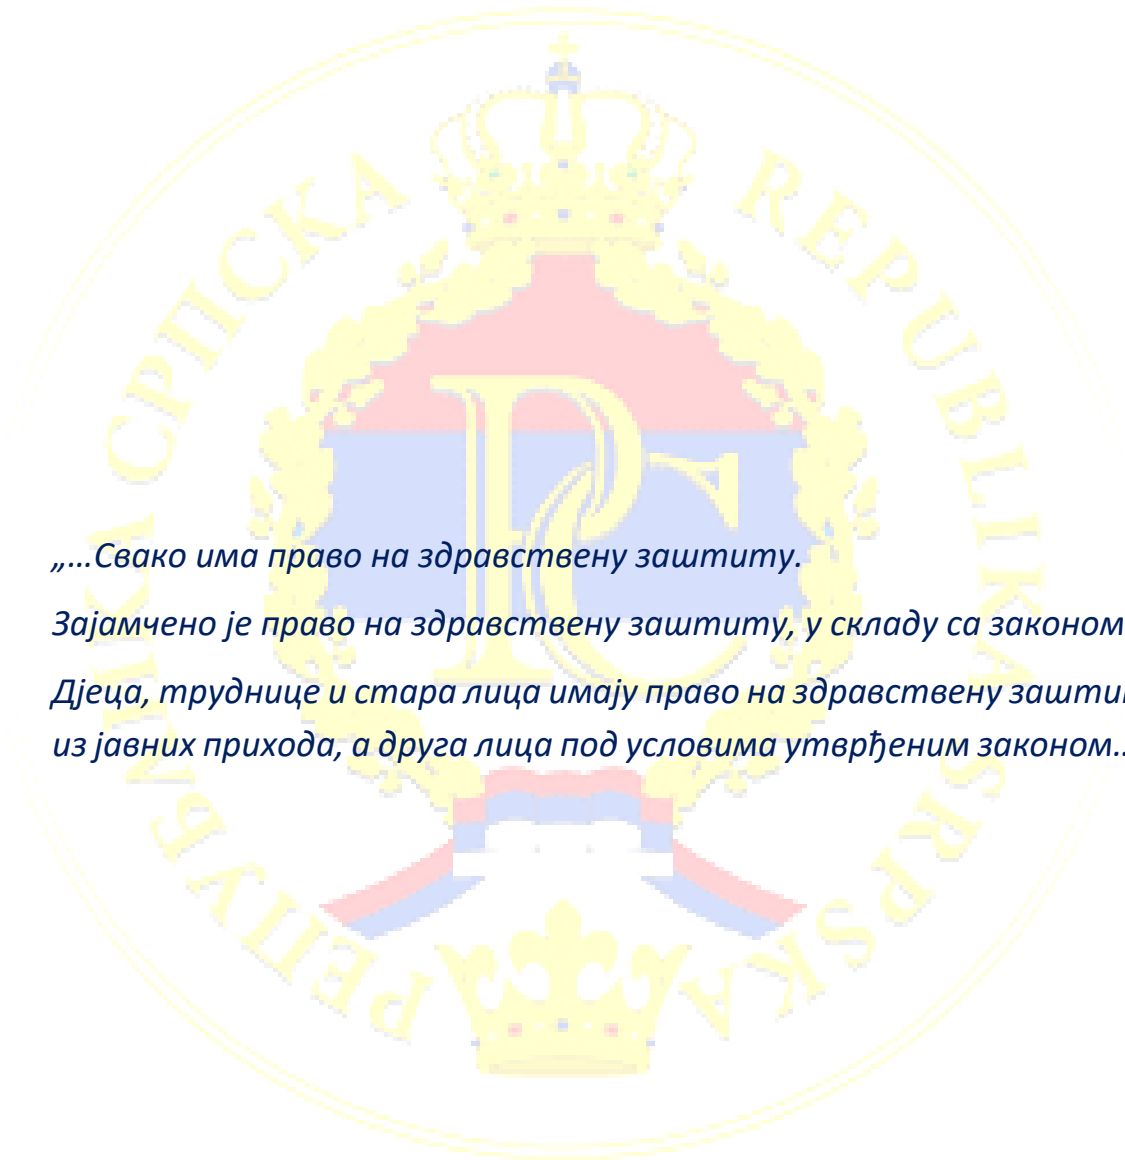 РЕПУБЛИКА СРПСКА
REPUBLIKA SRPSKA
„...Свако има право на здравствену заштиту.
Зајамчено је право на здравствену заштиту, у складу са законом
Дјеца, труднице и стара лица имају право на здравствену
из јавних прихода, а друга лица под условима утврђеним законом..